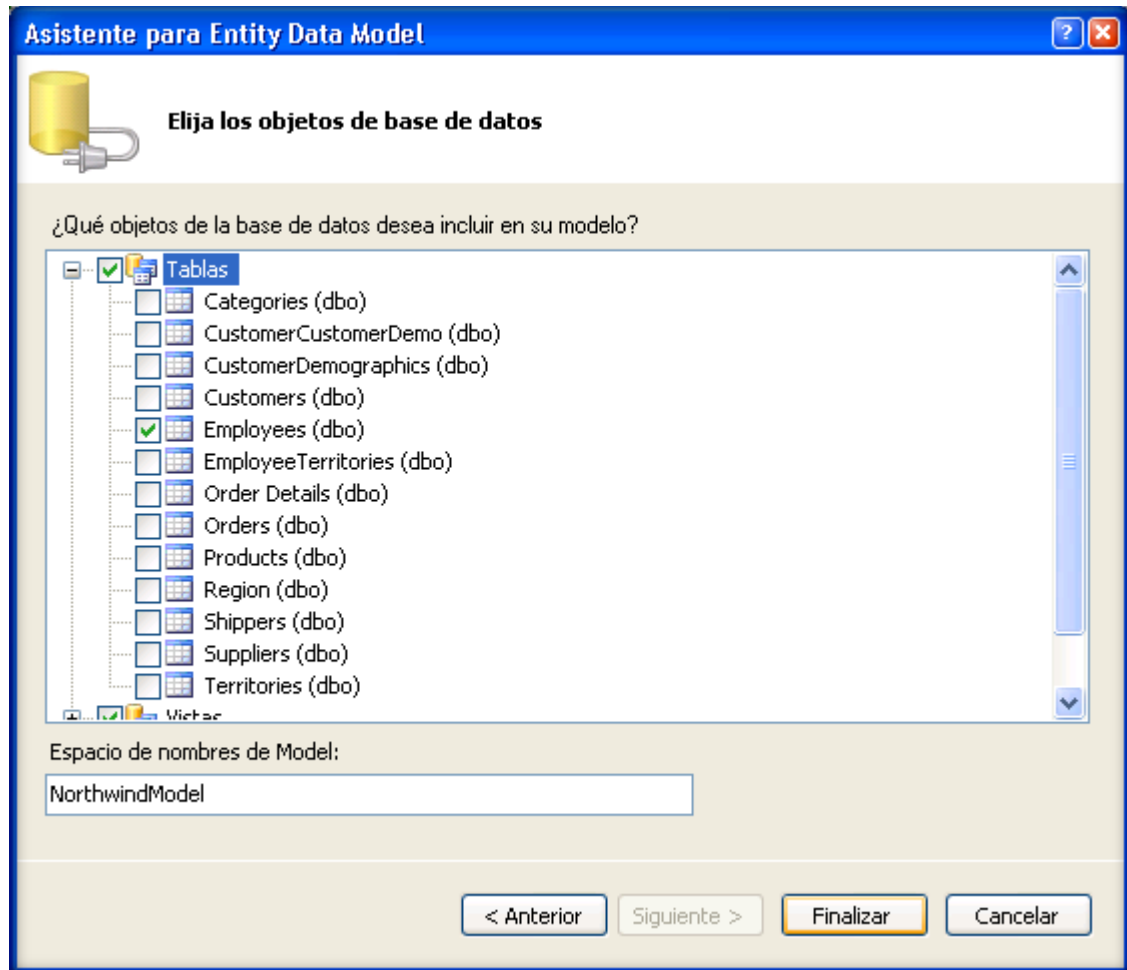 Asistente para Entity Data Model
Elija los objetos de base de datos
¿Qué objetos de la base de datos desea incluir en su modelo?
Tablas
Categories (dbo)
CustomerCustomerDemo (dbo)
CustomerDemographics (dbo)
Customers (dbo)
Employees (dbo)
EmployeeTerritories (dbo)
Order Details (dbo)
Orders (dbo)
Products (dbo)
Region (dbo)
Shippers (dbo)
Suppliers (dbo)
Territories (dbo)
Vistas
Espacio de nombres de Model:
NorthwindModel
< Anterior Siguiente > Finalizar Cancelar